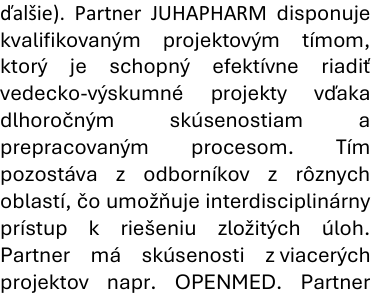 ďalšie). Partner JUHAPHARM disponuje
kvalifikovaným projektovým tímom,
ktorý je schopný efektívne riadiť
vedecko-výskumné projekty vďaka
dlhoročným skúsenostiam a
prepracovaným procesom. Tím
pozostáva z odborníkov z rôznych
oblastí, čo umožňuje interdisciplinárny
prístup k riešeniu zložitých úloh.
Partner má skúsenosti z viacerých
projektov napr. OPENMED. Partner